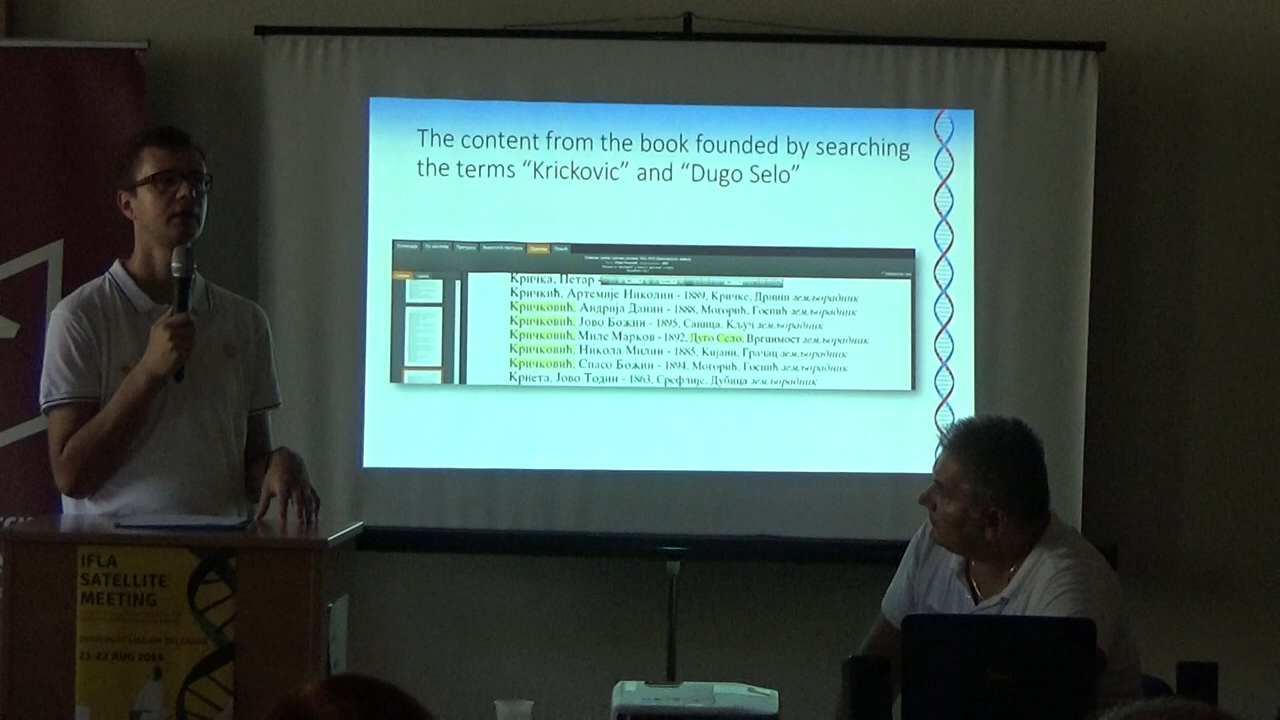 The content from the book founded by searching
the terms “Krickovic” and “Dugo Selo”
Кричка, Петар -
Кричкић, Артемије Николин - 1889, Кричке, Дрниш земљорадник
Кричковић, Андрија Данин - 1888, Могорић, Госпић земљорадник
Кричковић, Јово Божин - 1895, Саница, Кључ земљорадник
Кричковић, Миле Марков - 1892, Дуго Село, Вргинмост земљорадник
Кричковић, Никола Милин - 1885, Кијани, Грачац земљорадник
Кричковић, Спасо Божин - 1894, Могорић, Госпић земљорадник
Крнета, Јово Тодин - 1863, Срефлије, Дубица земљорадник
IFLA
SATELLITE
MEETING
21-22 AUG 2019